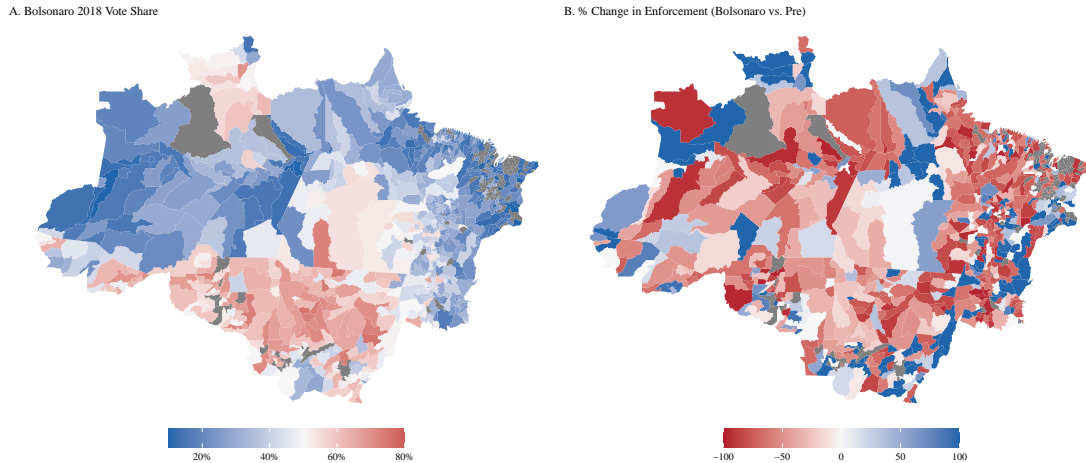 A. Bolsonaro 2018 Vote Share
B. % Change in Enforcement (Bolsonaro vs. Pre)
20% 40% 60% 80%
−100 −50 0 50 100